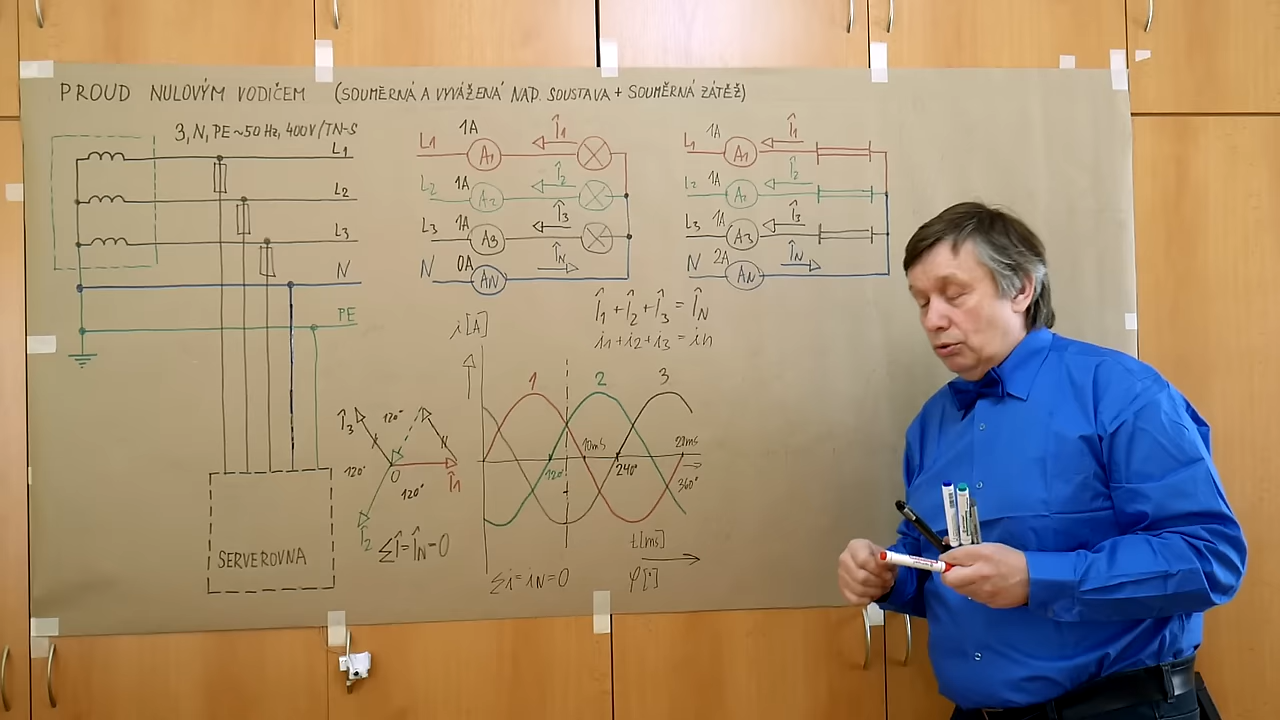 PROUD NULOVÝM VODIČEM (SOUMĚRNÁ A VYVÁŽENÁ NAP. SOUSTAVA + SOUMĚRNÁ ZÁTĚŽ)
3, N, PE ~ 50 Hz, 400V/TN-S
L1
L2
L3
N
PE
SERVEROVNA
L1 1A A1 Î1
L2 1A A2 Î2
L3 1A A3 Î3
N 0A AN ÎN
L1 1A A1 Î1
L2 1A A2 Î2
L3 1A A3 Î3
N 2A AN ÎN
Î1 + Î2 + Î3 = ÎN
i1 + i2 + i3 = iN
Î3 120°
120° 0 Î1
120°
Î2
ΣÎ = ÎN = 0
i[A]
1 2 3
10ms 20ms
120° 240° 360°
t[ms]
Σi = iN = 0 φ[°]